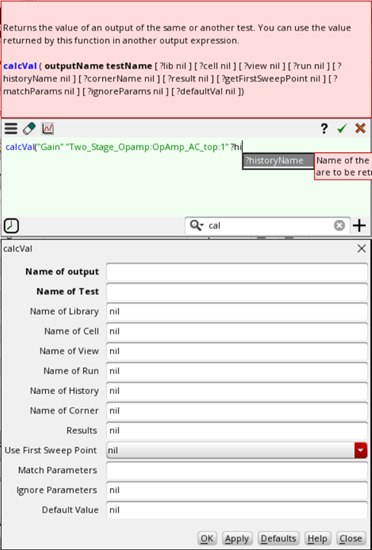 Returns the value of an output of the same or another test. You can use the value
returned by this function in another output expression.
calcVal ( outputName testName [ ?lib nil ] [ ?cell nil ] [ ?view nil ] [ ?run nil ] [ ?
historyName nil ] [ ?cornerName nil ] [ ?result nil ] [ ?getFirstSweepPoint nil ] [ ?
matchParams nil ] [ ?ignoreParams nil ] [ ?defaultVal nil ])
? ✓ ✖
calcVal("Gain" "Two_Stage_Opamp:OpAmp_AC_top:1" ?hi
?historyName Name of the
are to be retr
cal
calcVal
Name of output
Name of Test
Name of Library nil
Name of Cell nil
Name of View nil
Name of Run nil
Name of History nil
Name of Corner nil
Results nil
Use First Sweep Point nil
Match Parameters
Ignore Parameters nil
Default Value nil
OK Apply Defaults Help Close